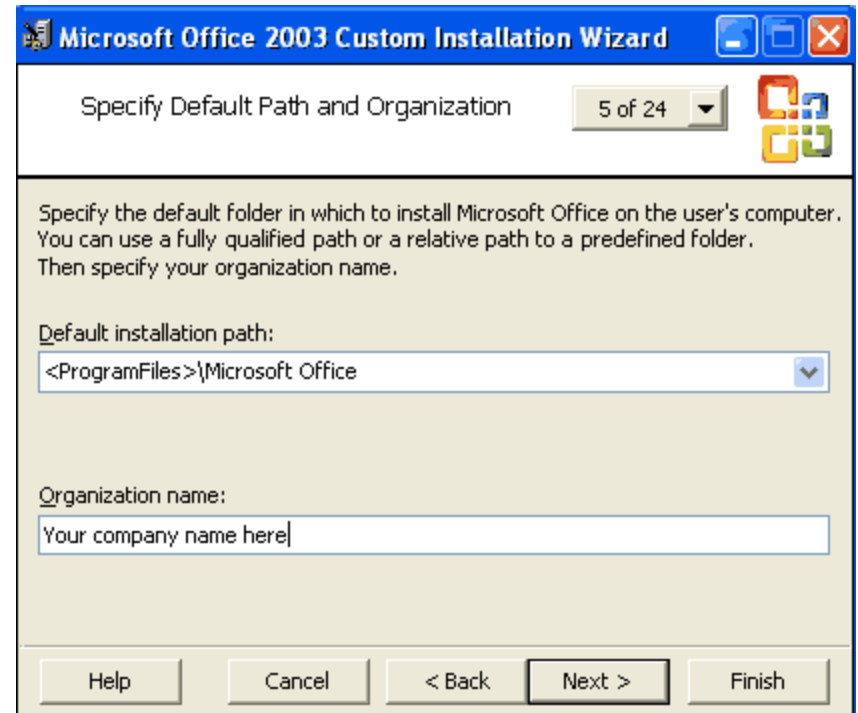 Microsoft Office 2003 Custom Installation Wizard
Specify Default Path and Organization
5 of 24
Specify the default folder in which to install Microsoft Office on the user's computer.
You can use a fully qualified path or a relative path to a predefined folder.
Then specify your organization name.
Default installation path:
<ProgramFiles>\Microsoft Office
Organization name:
Your company name here
Help Cancel < Back Next > Finish